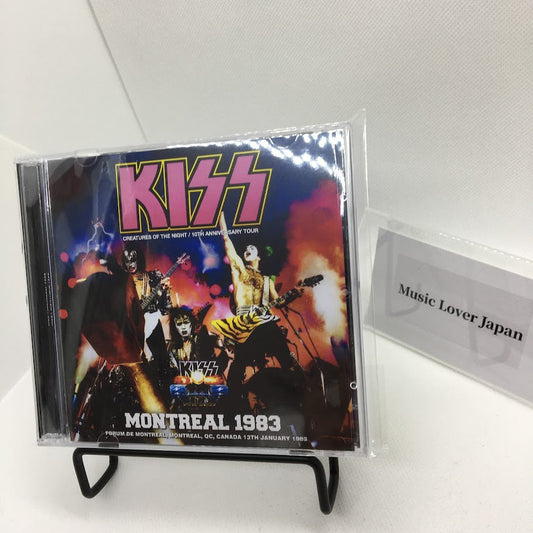 KISS
CREATURES OF THE NIGHT / 10TH ANNIVERSARY TOUR
KISS
MONTREAL 1983
FORUM DE MONTREAL, MONTREAL, QC, CANADA 13TH JANUARY 1983
Music Lover Japan